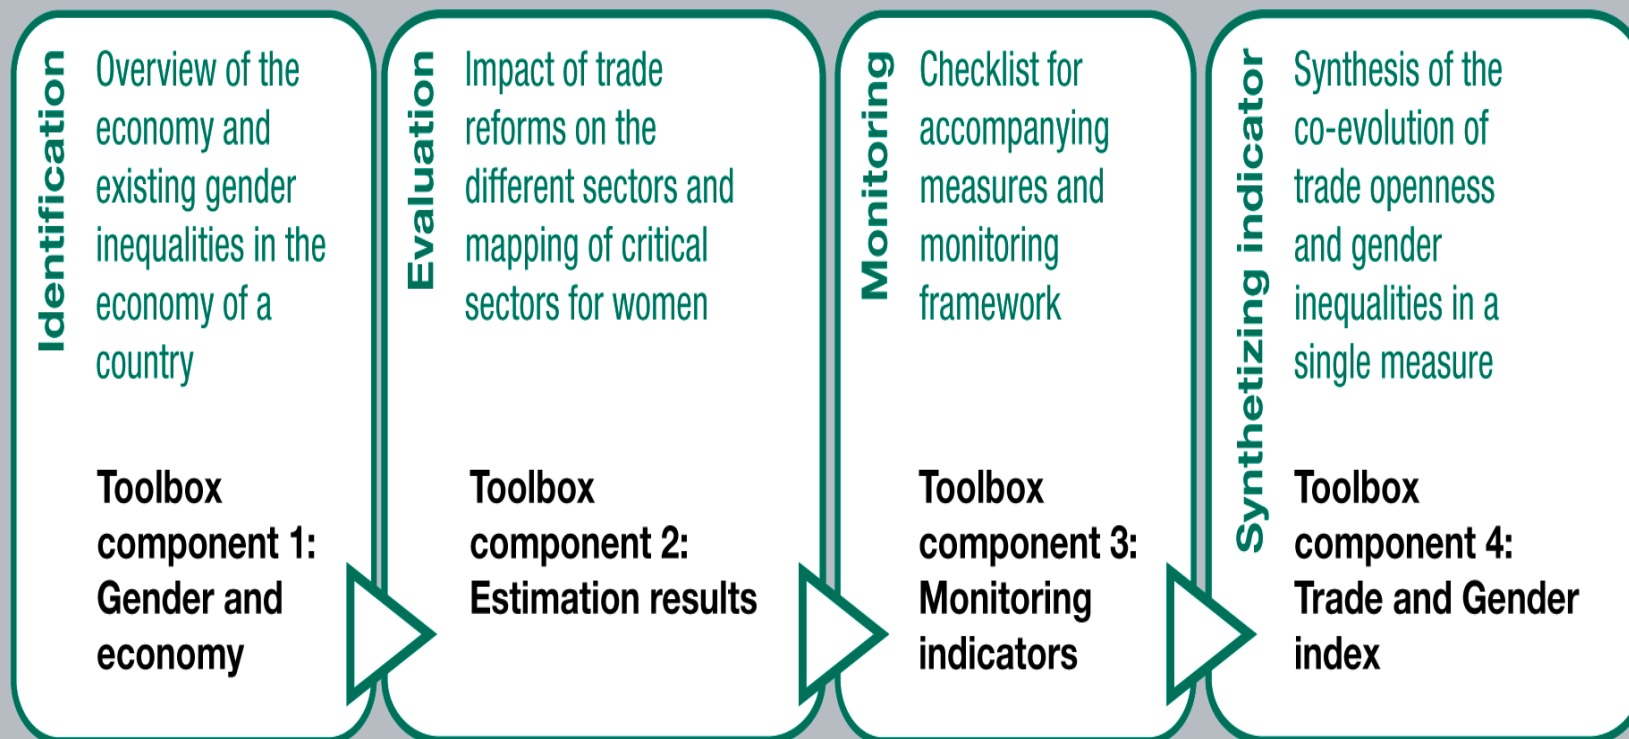 Identification
Overview of the
economy and
existing gender
inequalities in the
economy of a
country
Toolbox
component 1:
Gender and
economy
Evaluation
Impact of trade
reforms on the
different sectors and
mapping of critical
sectors for women
Toolbox
component 2:
Estimation results
Monitoring
Checklist for
accompanying
measures and
monitoring
framework
Toolbox
component 3:
Monitoring
indicators
Synthetizing indicator
Synthesis of the
co-evolution of
trade openness
and gender
inequalities in a
single measure
Toolbox
component 4:
Trade and Gender
index